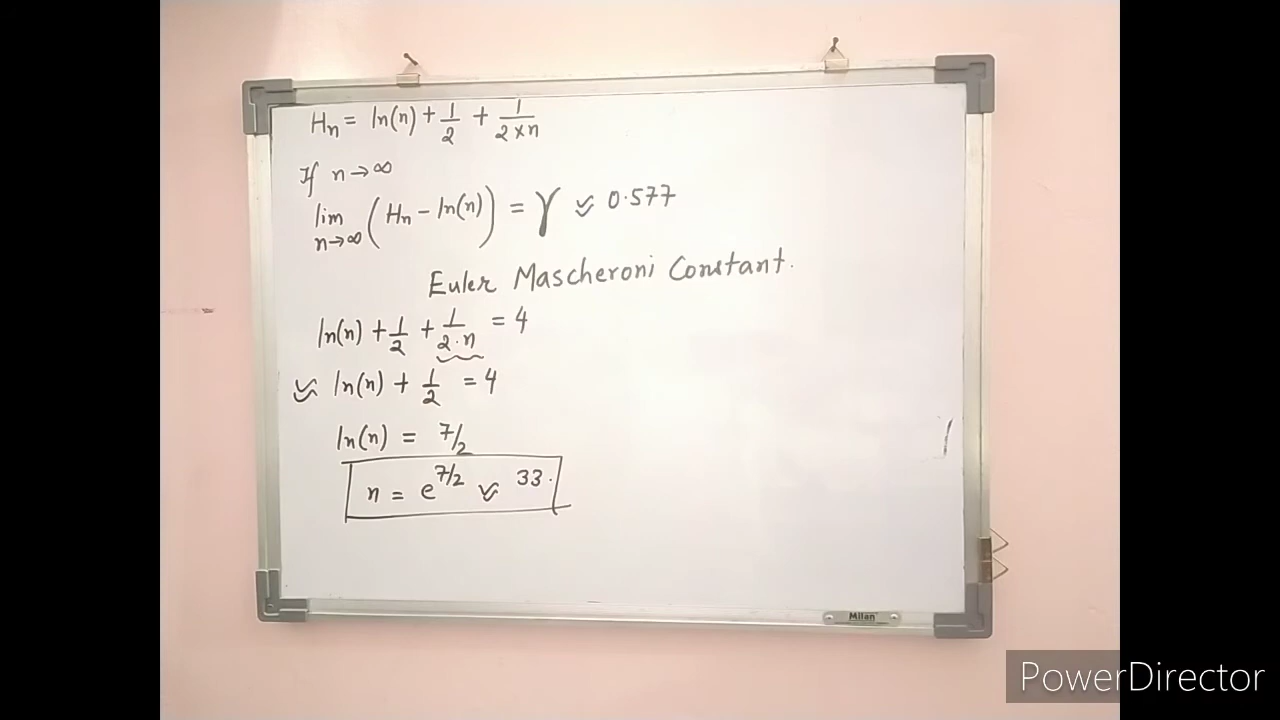 Hn = ln(n) + 1/2 + 1/(2×n)
If n→∞
lim n→∞ (Hn - ln(n)) = γ ≈ 0.577
Euler Mascheroni Constant.
ln(n) + 1/2 + 1/(2·n) = 4
≈ ln(n) + 1/2 = 4
ln(n) = 7/2
n = e^7/2 ≈ 33.
Milan
PowerDirector